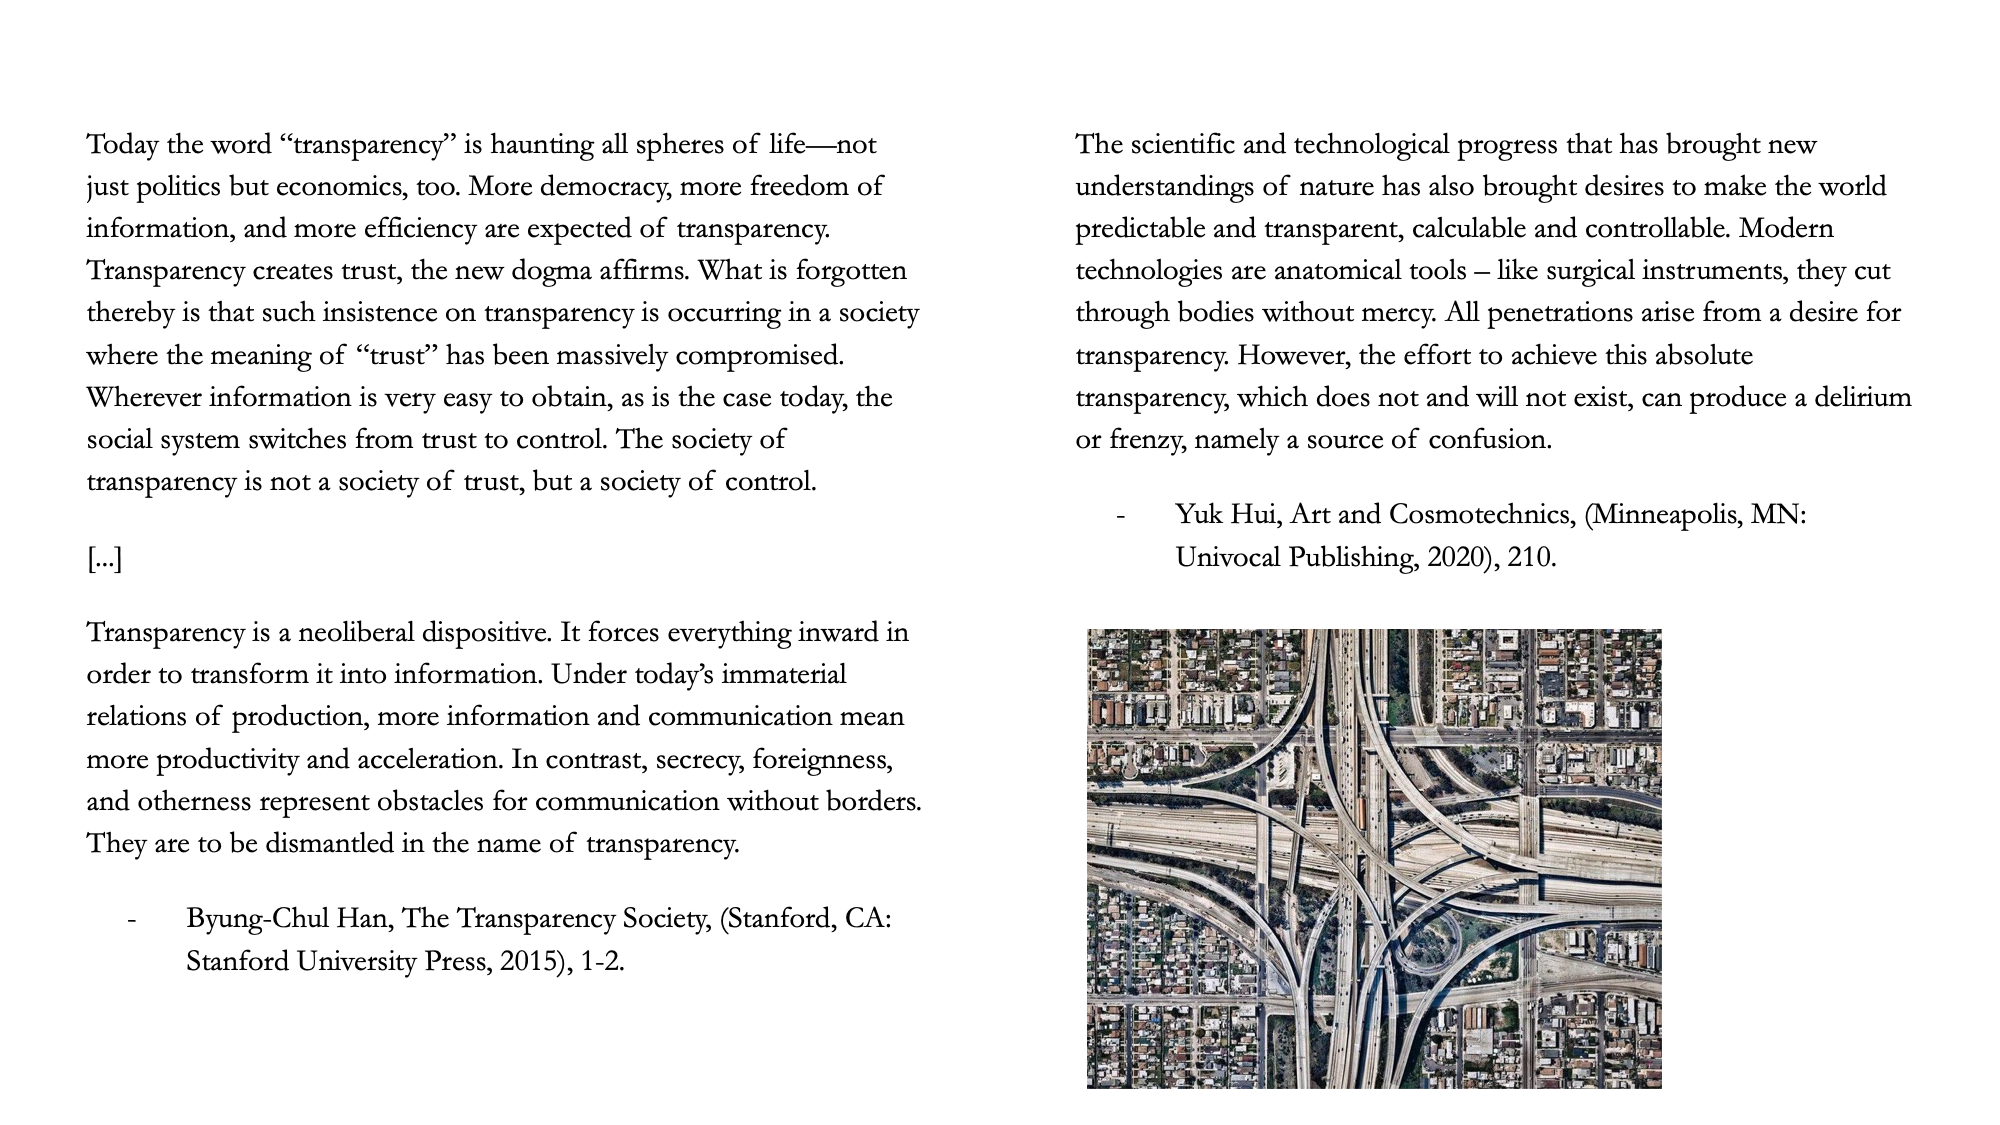 Today the word “transparency” is haunting all spheres of life—not
just politics but economics, too. More democracy, more freedom of
information, and more efficiency are expected of transparency.
Transparency creates trust, the new dogma affirms. What is forgotten
thereby is that such insistence on transparency is occurring in a society
where the meaning of “trust” has been massively compromised.
Wherever information is very easy to obtain, as is the case today, the
social system switches from trust to control. The society of
transparency is not a society of trust, but a society of control.
[...]
Transparency is a neoliberal dispositive. It forces everything inward in
order to transform it into information. Under today’s immaterial
relations of production, more information and communication mean
more productivity and acceleration. In contrast, secrecy, foreignness,
and otherness represent obstacles for communication without borders.
They are to be dismantled in the name of transparency.
- Byung-Chul Han, The Transparency Society, (Stanford, CA:
Stanford University Press, 2015), 1-2.
The scientific and technological progress that has brought new
understandings of nature has also brought desires to make the world
predictable and transparent, calculable and controllable. Modern
technologies are anatomical tools – like surgical instruments, they cut
through bodies without mercy. All penetrations arise from a desire for
transparency. However, the effort to achieve this absolute
transparency, which does not and will not exist, can produce a delirium
or frenzy, namely a source of confusion.
- Yuk Hui, Art and Cosmotechnics, (Minneapolis, MN:
Univocal Publishing, 2020), 210.